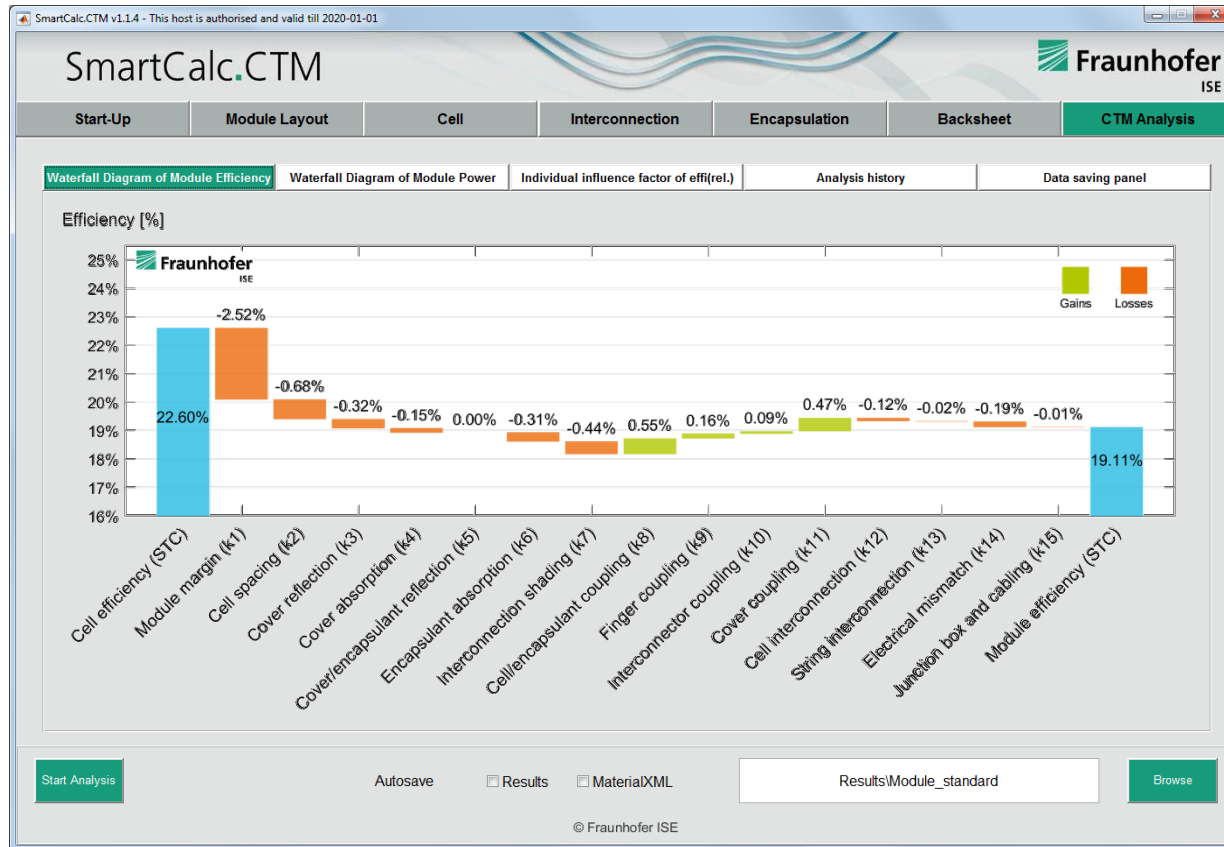 SmartCalc.CTM v1.1.4 - This host is authorised and valid till 2020-01-01
SmartCalc.CTM
Fraunhofer
ISE
Start-Up
Module Layout
Cell
Interconnection
Encapsulation
Backsheet
CTM Analysis
Waterfall Diagram of Module Efficiency
Waterfall Diagram of Module Power
Individual influence factor of effi(rel.)
Analysis history
Data saving panel
Efficiency [%]
Fraunhofer
ISE
Gains
Losses
25%
24%
23%
22%
21%
20%
19%
18%
17%
16%
22.60%
-2.52%
-0.68%
-0.32%
-0.15%
0.00%
-0.31%
-0.44%
0.55%
0.16%
0.09%
0.47%
-0.12%
-0.02%
-0.19%
-0.01%
19.11%
Cell efficiency (STC)
Module margin (k1)
Cell spacing (k2)
Cover reflection (k3)
Cover absorption (k4)
Cover/encapsulant reflection (k5)
Encapsulant absorption (k6)
Interconnection shading (k7)
Cell/encapsulant coupling (k8)
Finger coupling (k9)
Interconnector coupling (k10)
Cover coupling (k11)
Cell interconnection (k12)
String interconnection (k13)
Electrical mismatch (k14)
Junction box and cabling (k15)
Module efficiency (STC)
Start Analysis
Autosave
Results
MaterialXML
Results\Module_standard
Browse
© Fraunhofer ISE